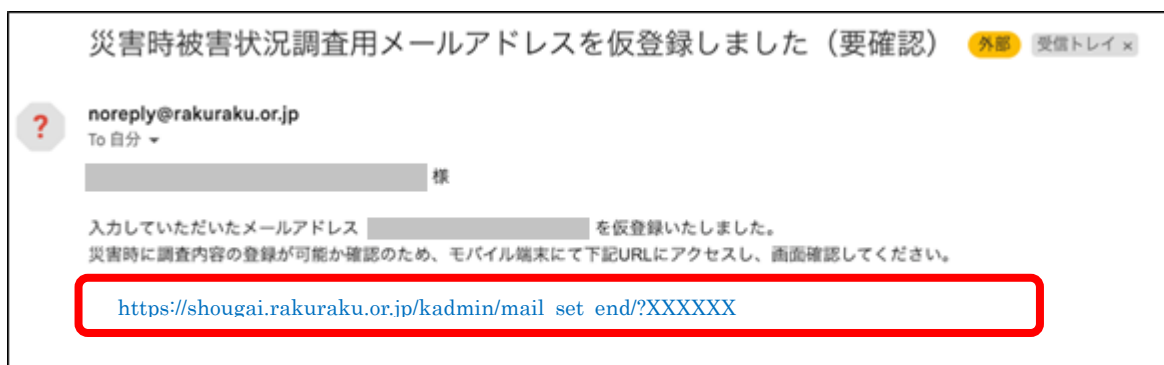 災害時被害状況調査用メールアドレスを仮登録しました（要確認） 外部 受信トレイ ×
?
noreply@rakuraku.or.jp
To 自分
様
入力していただいたメールアドレス を仮登録いたしました。
災害時に調査内容の登録が可能か確認のため、モバイル端末にて下記URLにアクセスし、画面確認してください。
https://shougai.rakuraku.or.jp/kadmin/mail_set_end/?XXXXXX